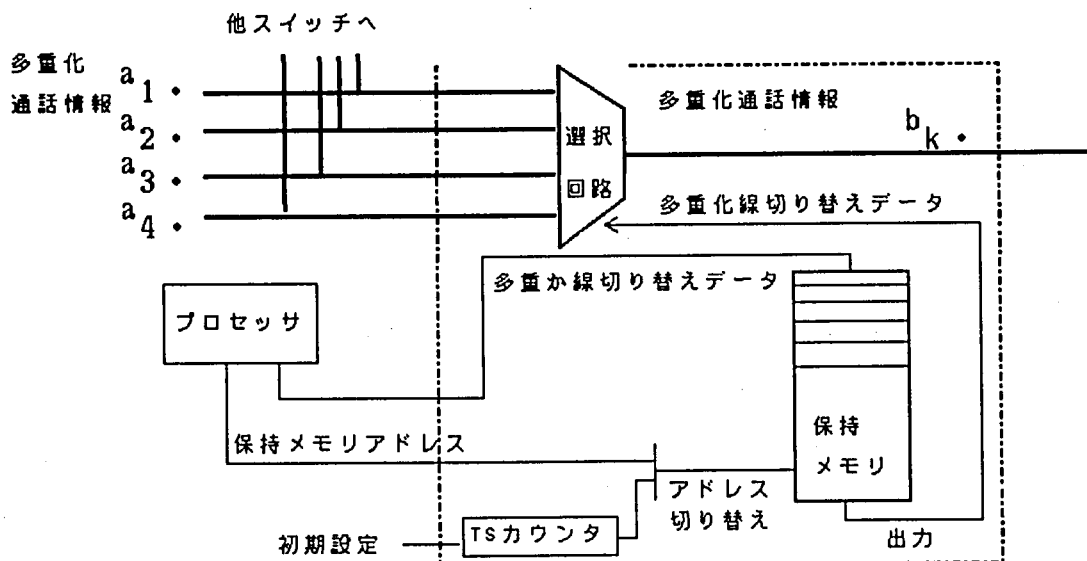 他スイッチへ
多重化
通話情報
a1・
a2・
a3・
a4・
選択
回路
多重化通話情報
bk・
多重化線切り替えデータ
多重か線切り替えデータ
プロセッサ
保持
メモリ
保持メモリアドレス
アドレス
切り替え
TSカウンタ
初期設定
出力